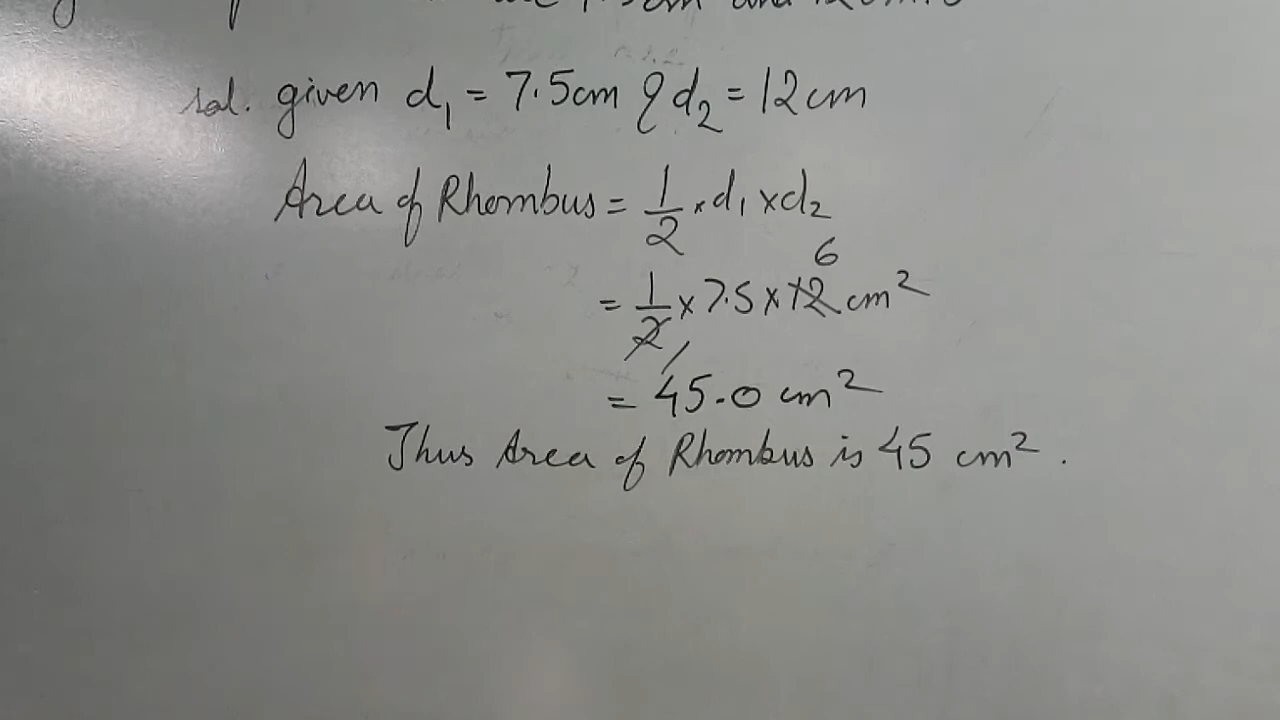 sol. given d₁ = 7.5cm & d₂ = 12cm
Area of Rhombus = 1/2 × d₁ × d₂
6
= 1/2 × 7.5 × 12 cm²
= 45.0 cm²
Thus Area of Rhombus is 45 cm².